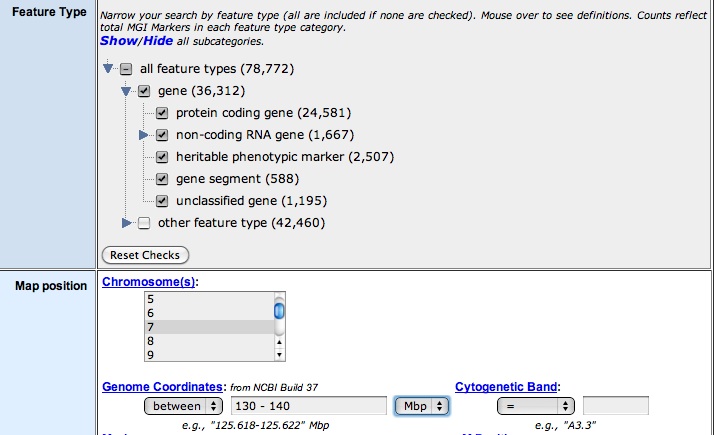 Feature Type
Narrow your search by feature type (all are included if none are checked). Mouse over to see definitions. Counts reflect
total MGI Markers in each feature type category.
Show/Hide all subcategories.
all feature types (78,772)
gene (36,312)
protein coding gene (24,581)
non-coding RNA gene (1,667)
heritable phenotypic marker (2,507)
gene segment (588)
unclassified gene (1,195)
other feature type (42,460)
Reset Checks
Map position
Chromosome(s):
5
6
7
8
9
Genome Coordinates: from NCBI Build 37
Cytogenetic Band:
between 130 - 140 Mbp
=
e.g., "125.618-125.622" Mbp
e.g., "A3.3"